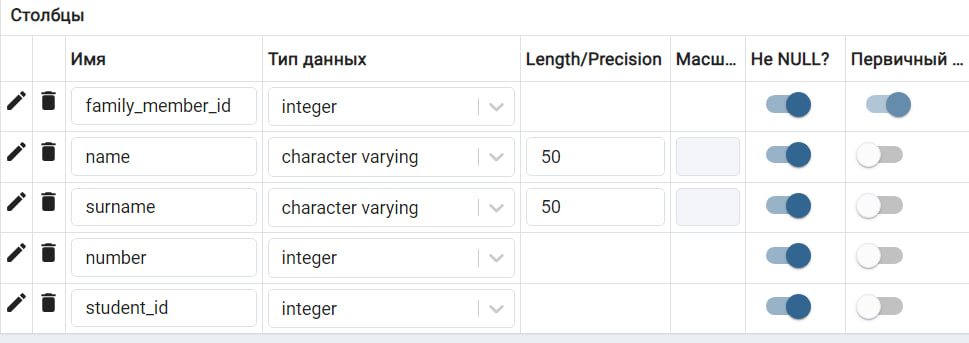 Столбцы
Имя Тип данных Length/Precision Масш... Не NULL? Первичный ...
family_member_id integer
name character varying 50
surname character varying 50
number integer
student_id integer